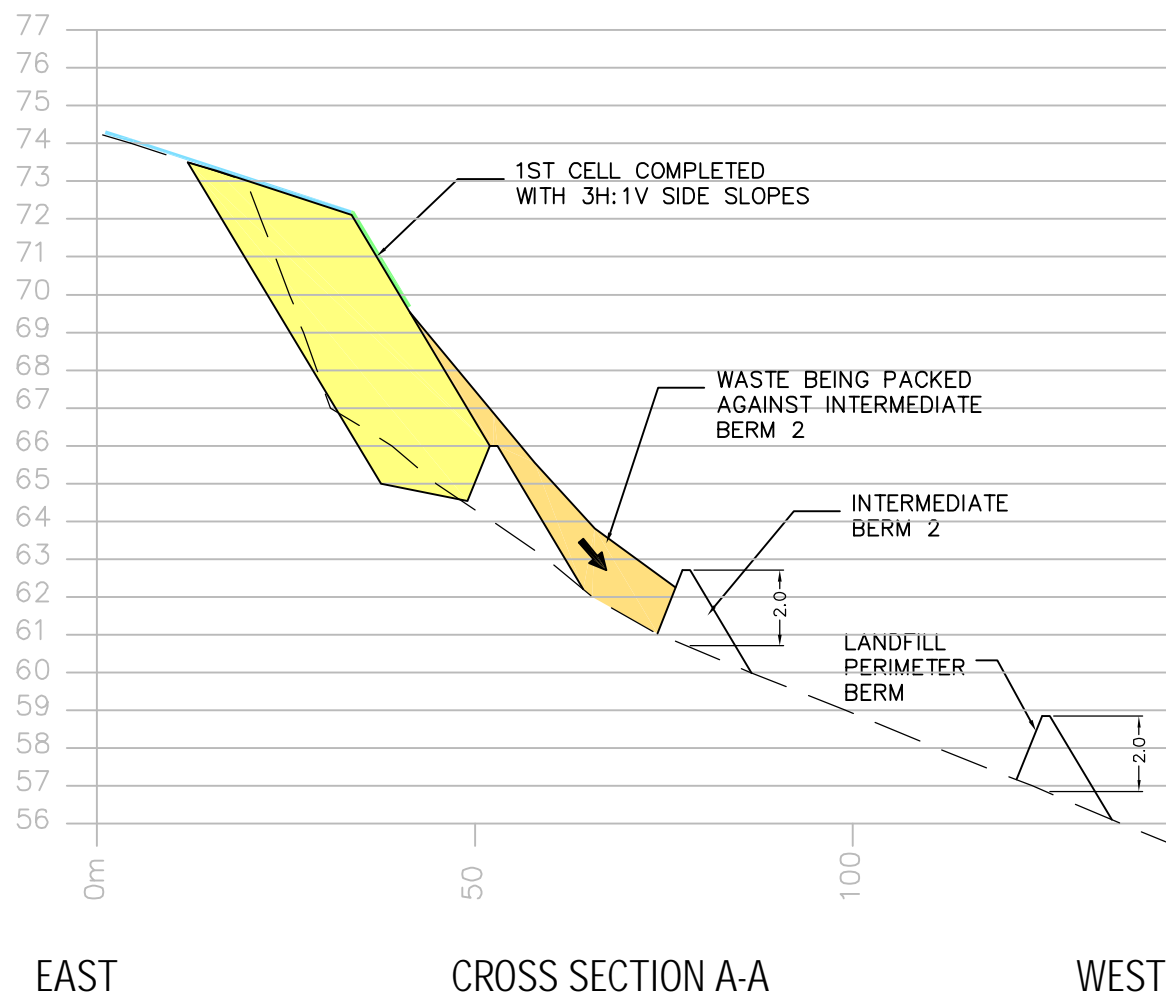 77
76
75
74
73
72
71
70
69
68
67
66
65
64
63
62
61
60
59
58
57
56
1ST CELL COMPLETED
WITH 3H:1V SIDE SLOPES
WASTE BEING PACKED
AGAINST INTERMEDIATE
BERM 2
INTERMEDIATE
BERM 2
2.0
LANDFILL
PERIMETER
BERM
2.0
0m
50
100
EAST
CROSS SECTION A-A
WEST